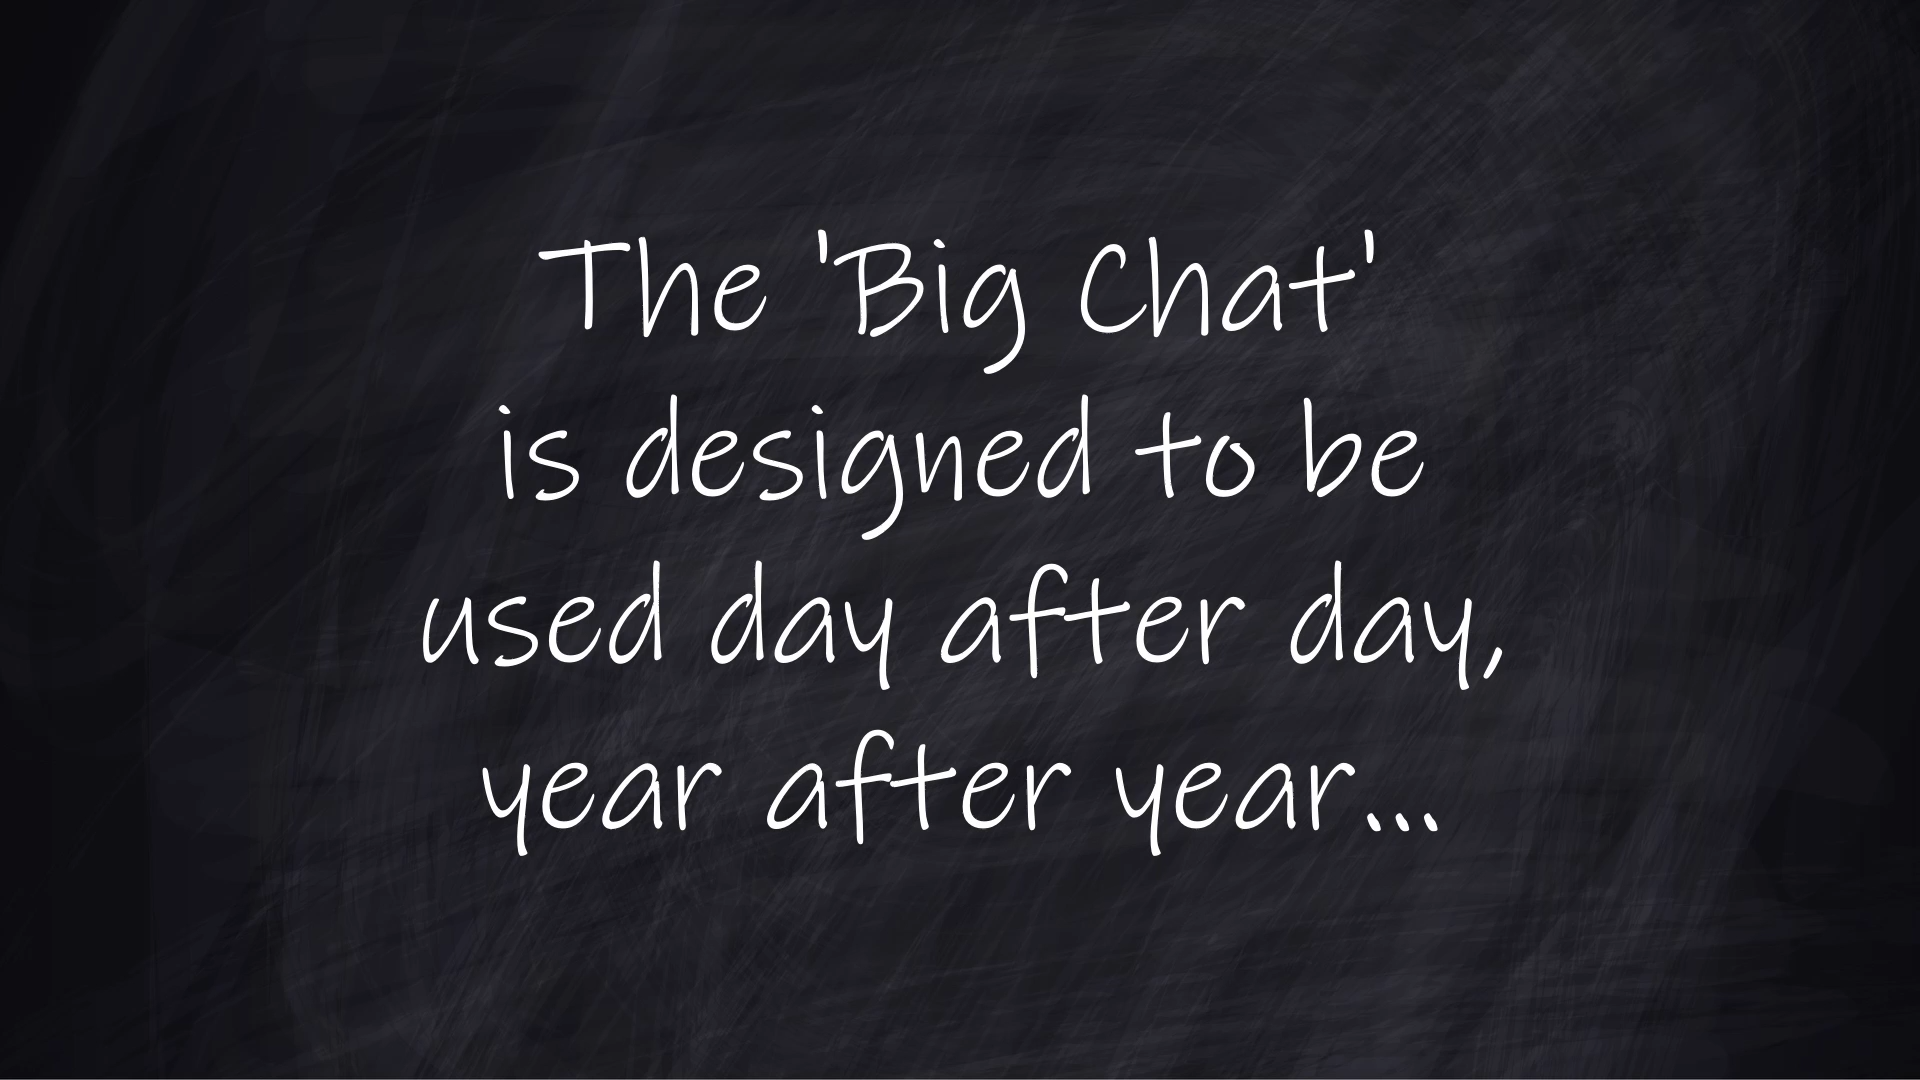 The 'Big Chat'
is designed to be
used day after day,
year after year...